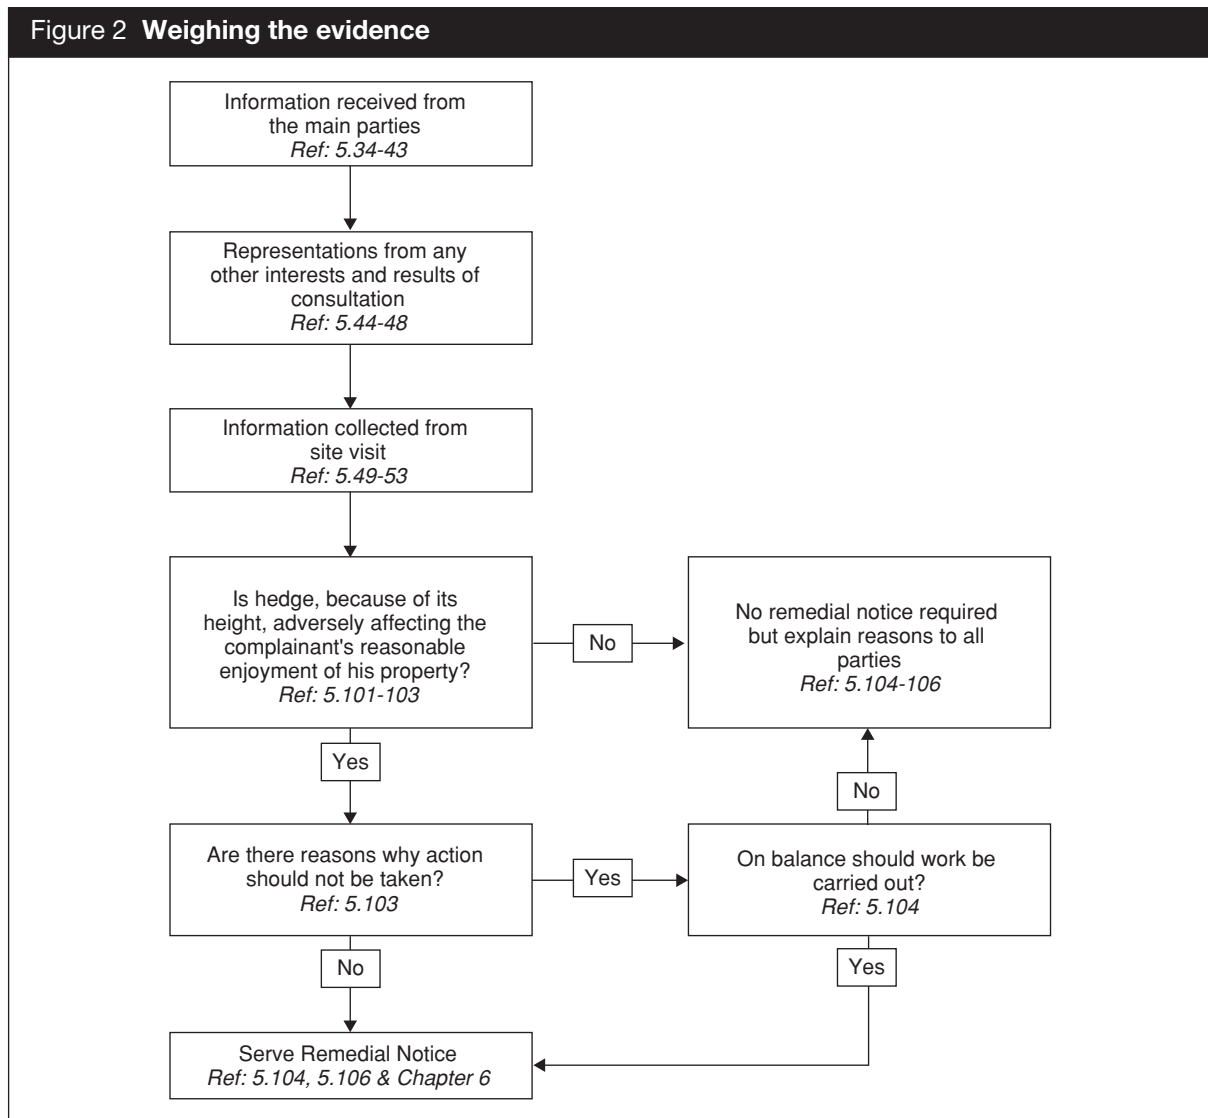 Figure 2 Weighing the evidence
Information received from
the main parties
Ref: 5.34-43
Representations from any
other interests and results of
consultation
Ref: 5.44-48
Information collected from
site visit
Ref: 5.49-53
Is hedge, because of its
height, adversely affecting the
complainant's reasonable
enjoyment of his property?
Ref: 5.101-103
No
No remedial notice required
but explain reasons to all
parties
Ref: 5.104-106
Yes
No
Are there reasons why action
should not be taken?
Ref: 5.103
Yes
On balance should work be
carried out?
Ref: 5.104
No
Yes
Serve Remedial Notice
Ref: 5.104, 5.106 & Chapter 6